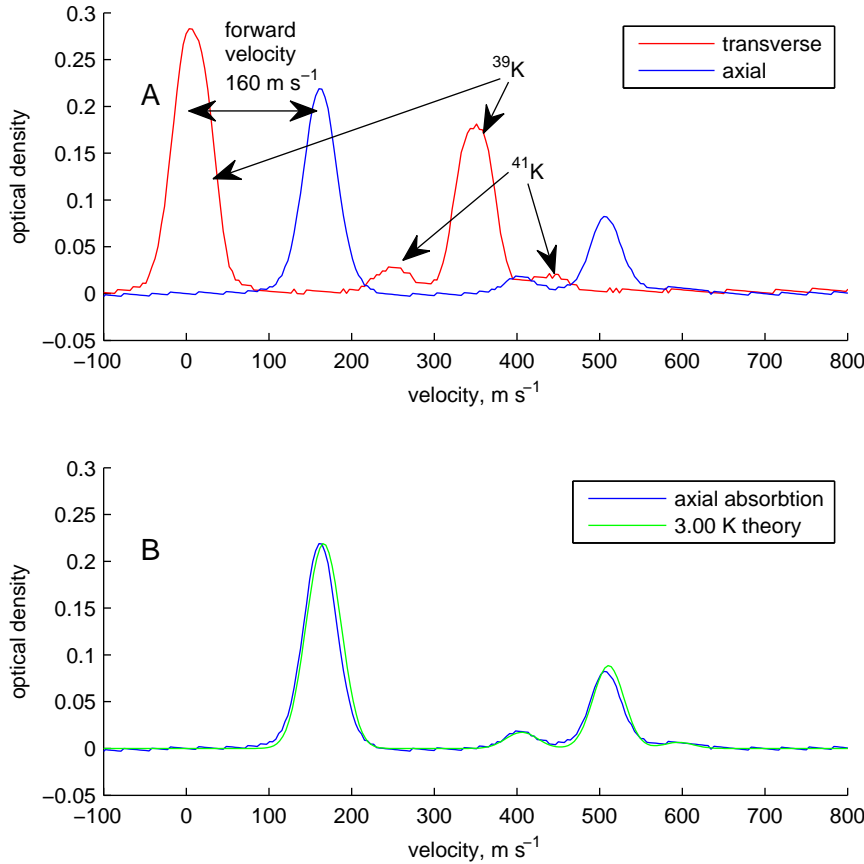 0.3
0.25
0.2
0.15
0.1
0.05
0
−0.05
optical density
A
forward
velocity
160 m s⁻¹
³⁹K
⁴¹K
transverse
axial
−100 0 100 200 300 400 500 600 700 800
velocity, m s⁻¹
0.3
0.25
0.2
0.15
0.1
0.05
0
−0.05
optical density
B
axial absorbtion
3.00 K theory
−100 0 100 200 300 400 500 600 700 800
velocity, m s⁻¹